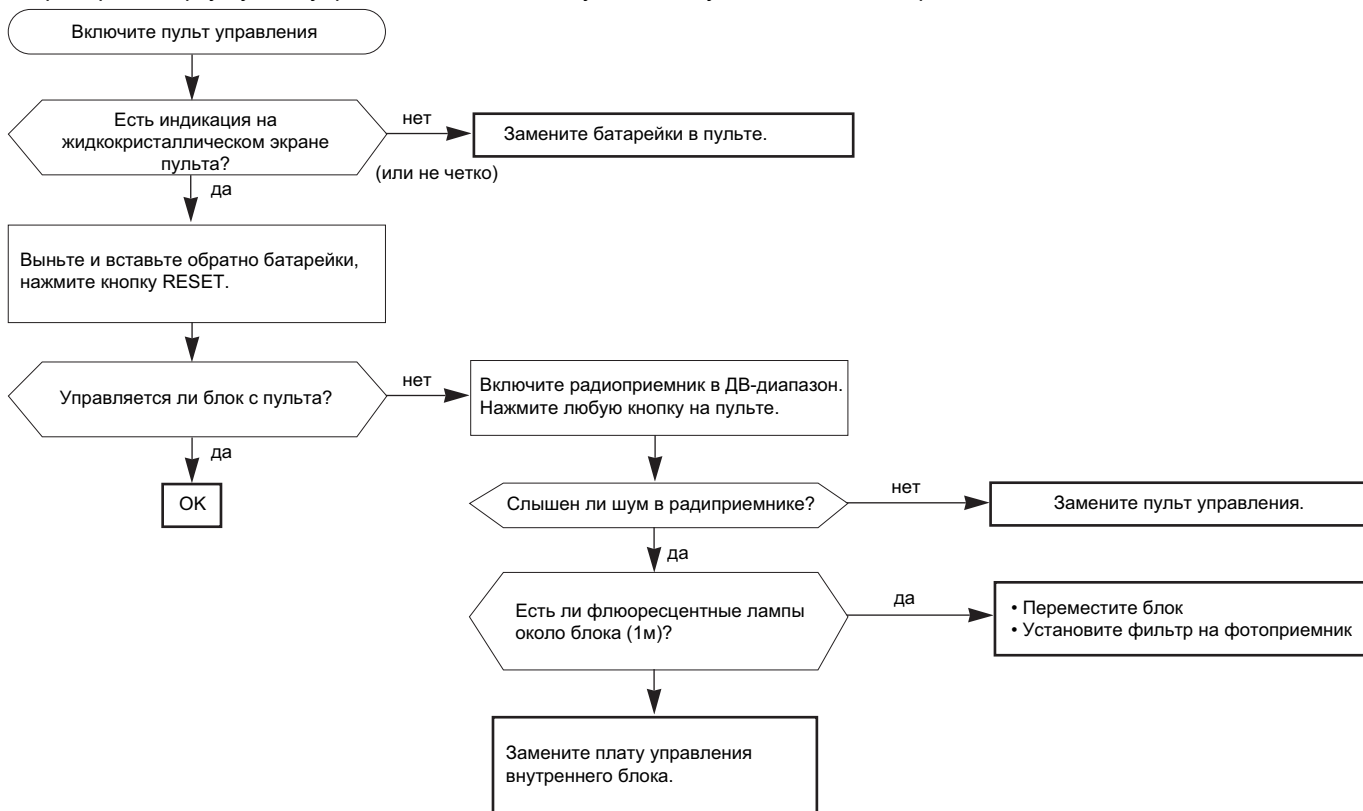 Включите пульт управления
Есть индикация на
жидкокристаллическом экране
пульта?
нет
(или не четко)
Замените батарейки в пульте.
да
Выньте и вставьте обратно батарейки,
нажмите кнопку RESET.
Управляется ли блок с пульта?
нет
Включите радиоприемник в ДВ-диапазон.
Нажмите любую кнопку на пульте.
да
OK
Слышен ли шум в радиприемнике?
нет
Замените пульт управления.
да
Есть ли флюоресцентные лампы
около блока (1м)?
да
• Переместите блок
• Установите фильтр на фотоприемник
Замените плату управления
внутреннего блока.